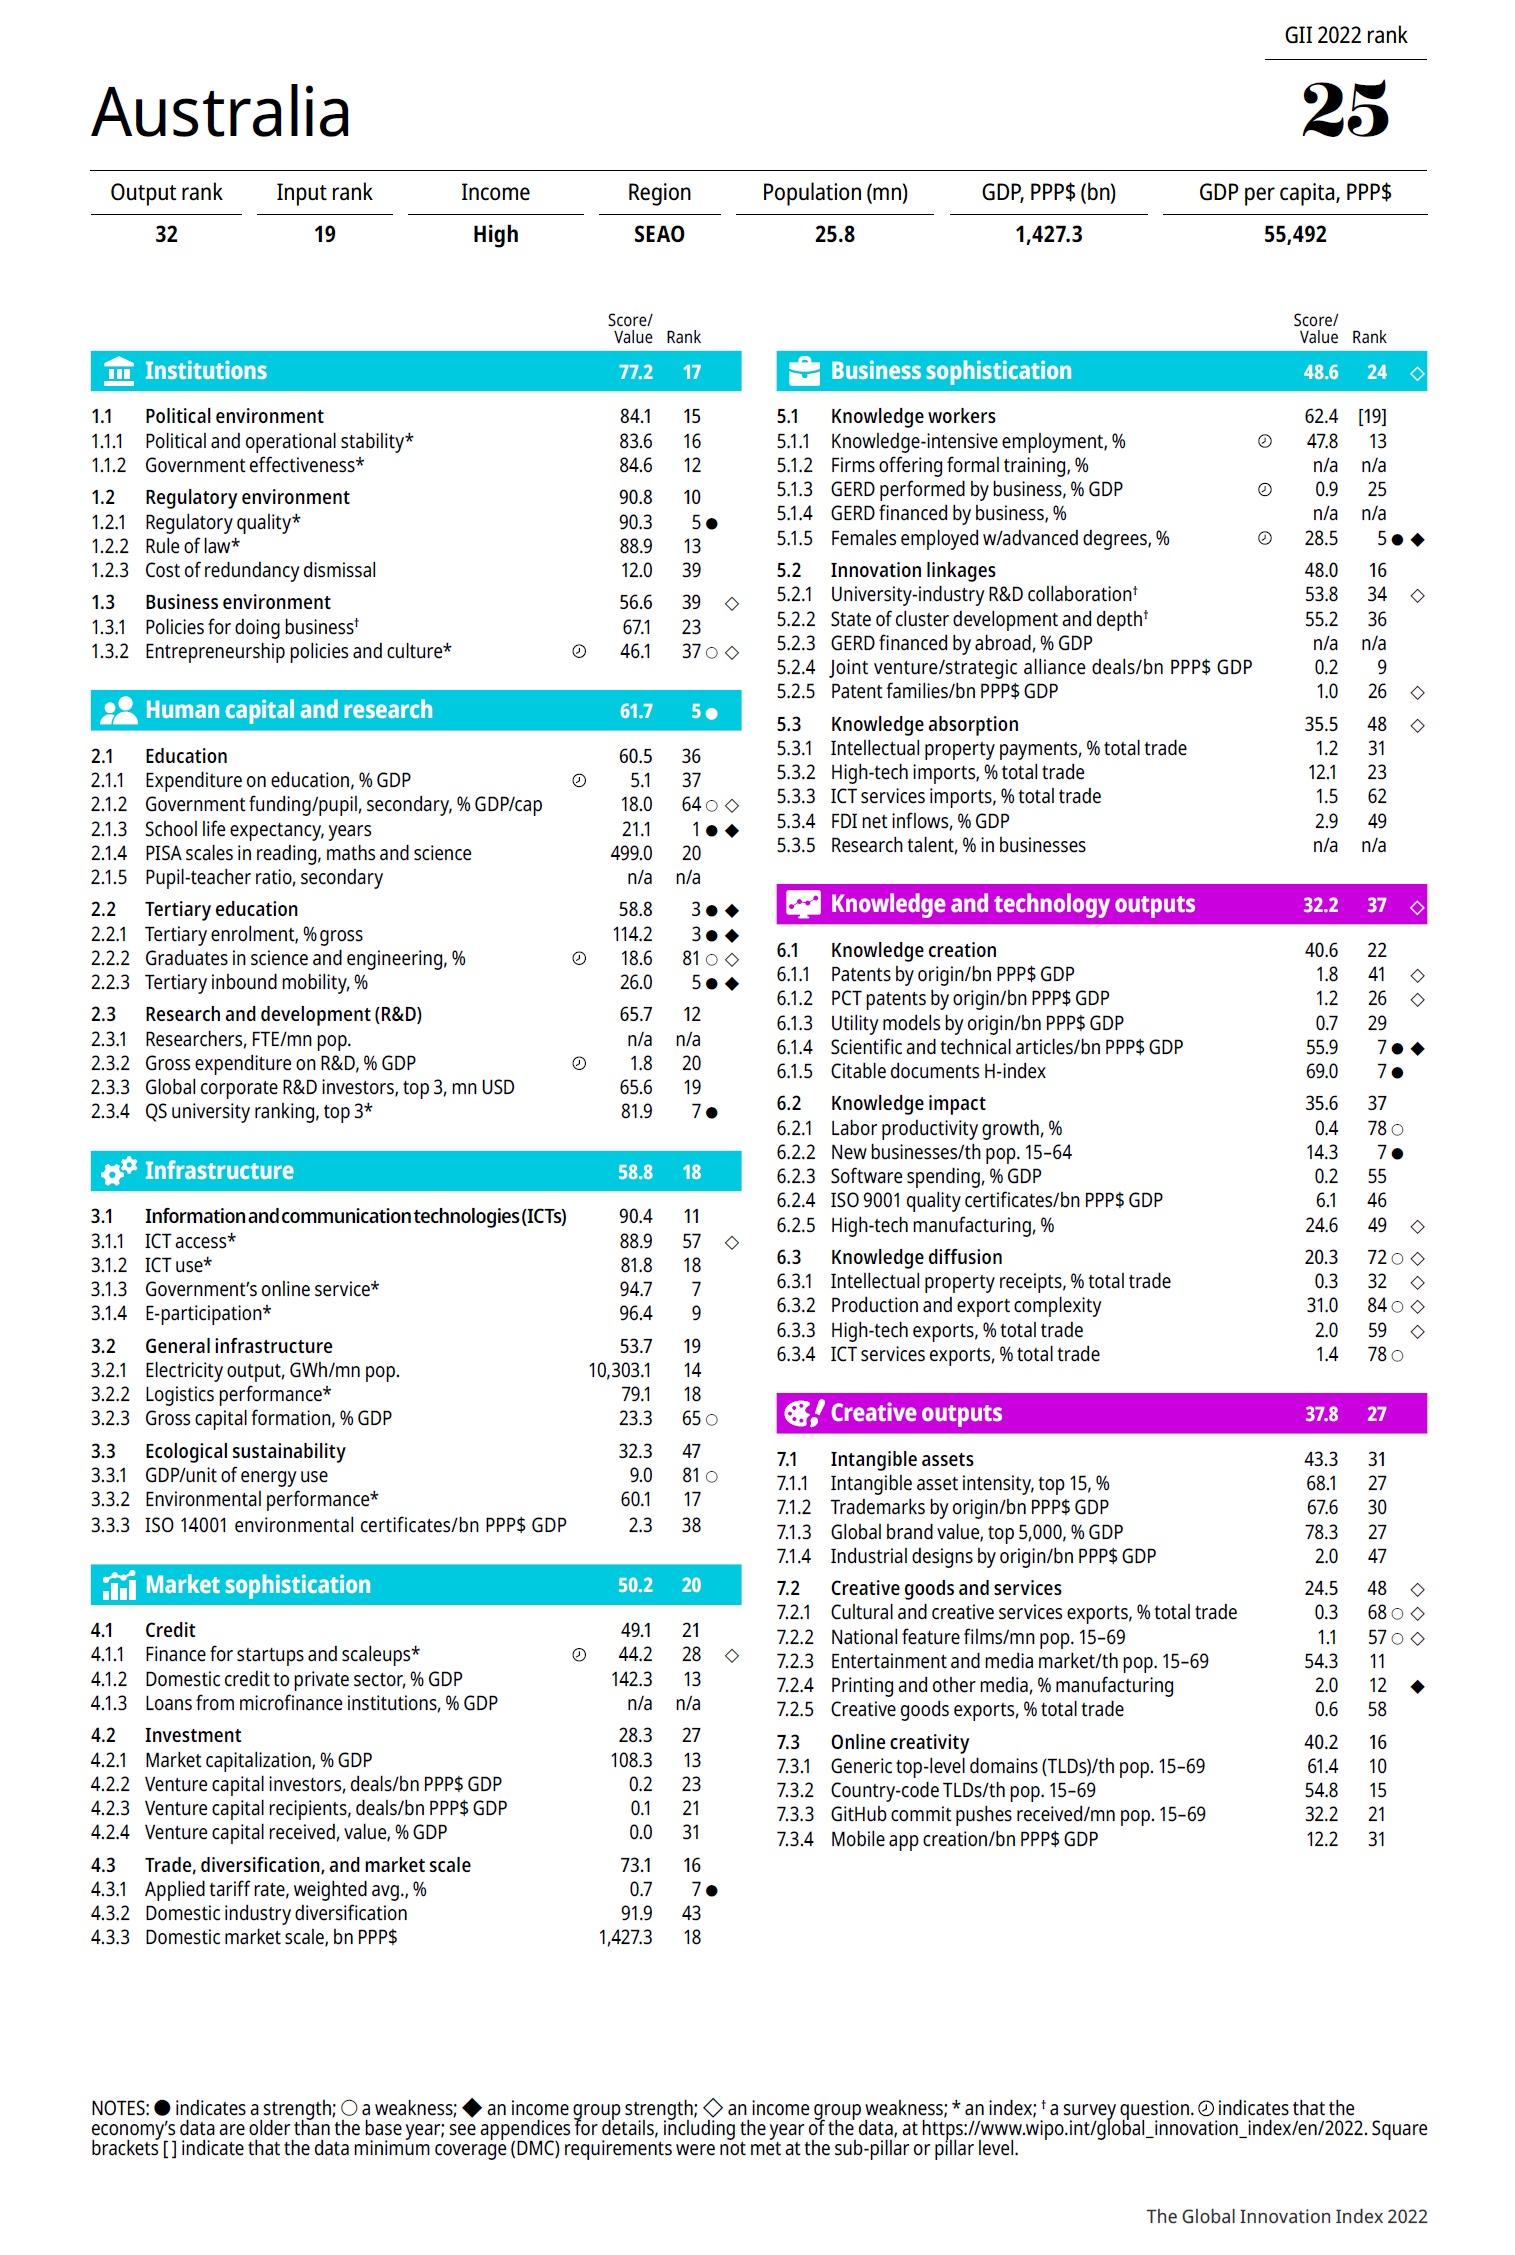 GII 2022 rank
Australia
25
Output rank Input rank Income Region Population (mn) GDP, PPP$ (bn) GDP per capita, PPP$
32 19 High SEAO 25.8 1,427.3 55,492
Score/
Value Rank
Institutions 77.2 17
1.1 Political environment 84.1 15
1.1.1 Political and operational stability* 83.6 16
1.1.2 Government effectiveness* 84.6 12
1.2 Regulatory environment 90.8 10
1.2.1 Regulatory quality* 90.3 5 ●
1.2.2 Rule of law* 88.9 13
1.2.3 Cost of redundancy dismissal 12.0 39
1.3 Business environment 56.6 39 ◇
1.3.1 Policies for doing business† 67.1 23
1.3.2 Entrepreneurship policies and culture* 46.1 37 ○ ◇
Human capital and research 61.7 5 ●
2.1 Education 60.5 36
2.1.1 Expenditure on education, % GDP 5.1 37
2.1.2 Government funding/pupil, secondary, % GDP/cap 18.0 64 ○ ◇
2.1.3 School life expectancy, years 21.1 1 ● ◆
2.1.4 PISA scales in reading, maths and science 499.0 20
2.1.5 Pupil-teacher ratio, secondary n/a n/a
2.2 Tertiary education 58.8 3 ● ◆
2.2.1 Tertiary enrolment, % gross 114.2 3 ● ◆
2.2.2 Graduates in science and engineering, % 18.6 81 ○ ◇
2.2.3 Tertiary inbound mobility, % 26.0 5 ● ◆
2.3 Research and development (R&D) 65.7 12
2.3.1 Researchers, FTE/mn pop. n/a n/a
2.3.2 Gross expenditure on R&D, % GDP 1.8 20
2.3.3 Global corporate R&D investors, top 3, mn USD 65.6 19
2.3.4 QS university ranking, top 3* 81.9 7 ●
Infrastructure 58.8 18
3.1 Information and communication technologies (ICTs) 90.4 11
3.1.1 ICT access* 88.9 57 ◇
3.1.2 ICT use* 81.8 18
3.1.3 Government's online service* 94.7 7
3.1.4 E-participation* 96.4 9
3.2 General infrastructure 53.7 19
3.2.1 Electricity output, GWh/mn pop. 10,303.1 14
3.2.2 Logistics performance* 79.1 18
3.2.3 Gross capital formation, % GDP 23.3 65 ○
3.3 Ecological sustainability 32.3 47
3.3.1 GDP/unit of energy use 9.0 81 ○
3.3.2 Environmental performance* 60.1 17
3.3.3 ISO 14001 environmental certificates/bn PPP$ GDP 2.3 38
Market sophistication 50.2 20
4.1 Credit 49.1 21
4.1.1 Finance for startups and scaleups* 44.2 28 ◇
4.1.2 Domestic credit to private sector, % GDP 142.3 13
4.1.3 Loans from microfinance institutions, % GDP n/a n/a
4.2 Investment 28.3 27
4.2.1 Market capitalization, % GDP 108.3 13
4.2.2 Venture capital investors, deals/bn PPP$ GDP 0.2 23
4.2.3 Venture capital recipients, deals/bn PPP$ GDP 0.1 21
4.2.4 Venture capital received, value, % GDP 0.0 31
4.3 Trade, diversification, and market scale 73.1 16
4.3.1 Applied tariff rate, weighted avg., % 0.7 7 ●
4.3.2 Domestic industry diversification 91.9 43
4.3.3 Domestic market scale, bn PPP$ 1,427.3 18
Score/
Value Rank
Business sophistication 48.6 24 ◇
5.1 Knowledge workers 62.4 [19]
5.1.1 Knowledge-intensive employment, % 47.8 13
5.1.2 Firms offering formal training, % n/a n/a
5.1.3 GERD performed by business, % GDP 0.9 25
5.1.4 GERD financed by business, % n/a n/a
5.1.5 Females employed w/advanced degrees, % 28.5 5 ● ◆
5.2 Innovation linkages 48.0 16
5.2.1 University-industry R&D collaboration† 53.8 34 ◇
5.2.2 State of cluster development and depth† 55.2 36
5.2.3 GERD financed by abroad, % GDP n/a n/a
5.2.4 Joint venture/strategic alliance deals/bn PPP$ GDP 0.2 9
5.2.5 Patent families/bn PPP$ GDP 1.0 26 ◇
5.3 Knowledge absorption 35.5 48 ◇
5.3.1 Intellectual property payments, % total trade 1.2 31
5.3.2 High-tech imports, % total trade 12.1 23
5.3.3 ICT services imports, % total trade 1.5 62
5.3.4 FDI net inflows, % GDP 2.9 49
5.3.5 Research talent, % in businesses n/a n/a
Knowledge and technology outputs 32.2 37 ◇
6.1 Knowledge creation 40.6 22
6.1.1 Patents by origin/bn PPP$ GDP 1.8 41 ◇
6.1.2 PCT patents by origin/bn PPP$ GDP 1.2 26 ◇
6.1.3 Utility models by origin/bn PPP$ GDP 0.7 29
6.1.4 Scientific and technical articles/bn PPP$ GDP 55.9 7 ● ◆
6.1.5 Citable documents H-index 69.0 7 ●
6.2 Knowledge impact 35.6 37
6.2.1 Labor productivity growth, % 0.4 78 ○
6.2.2 New businesses/th pop. 15–64 14.3 7 ●
6.2.3 Software spending, % GDP 0.2 55
6.2.4 ISO 9001 quality certificates/bn PPP$ GDP 6.1 46
6.2.5 High-tech manufacturing, % 24.6 49 ◇
6.3 Knowledge diffusion 20.3 72 ○ ◇
6.3.1 Intellectual property receipts, % total trade 0.3 32 ◇
6.3.2 Production and export complexity 31.0 84 ○ ◇
6.3.3 High-tech exports, % total trade 2.0 59 ◇
6.3.4 ICT services exports, % total trade 1.4 78 ○
Creative outputs 37.8 27
7.1 Intangible assets 43.3 31
7.1.1 Intangible asset intensity, top 15, % 68.1 27
7.1.2 Trademarks by origin/bn PPP$ GDP 67.6 30
7.1.3 Global brand value, top 5,000, % GDP 78.3 27
7.1.4 Industrial designs by origin/bn PPP$ GDP 2.0 47
7.2 Creative goods and services 24.5 48 ◇
7.2.1 Cultural and creative services exports, % total trade 0.3 68 ○ ◇
7.2.2 National feature films/mn pop. 15–69 1.1 57 ○ ◇
7.2.3 Entertainment and media market/th pop. 15–69 54.3 11
7.2.4 Printing and other media, % manufacturing 2.0 12 ◆
7.2.5 Creative goods exports, % total trade 0.6 58
7.3 Online creativity 40.2 16
7.3.1 Generic top-level domains (TLDs)/th pop. 15–69 61.4 10
7.3.2 Country-code TLDs/th pop. 15–69 54.8 15
7.3.3 GitHub commit pushes received/mn pop. 15–69 32.2 21
7.3.4 Mobile app creation/bn PPP$ GDP 12.2 31
NOTES: ● indicates a strength; ○ a weakness; ◆ an income group strength; ◇ an income group weakness; * an index; † a survey question. indicates that the
economy's data are older than the base year; see appendices for details, including the year of the data, at https://www.wipo.int/global_innovation_index/en/2022. Square
brackets [ ] indicate that the data minimum coverage (DMC) requirements were not met at the sub-pillar or pillar level.
The Global Innovation Index 2022